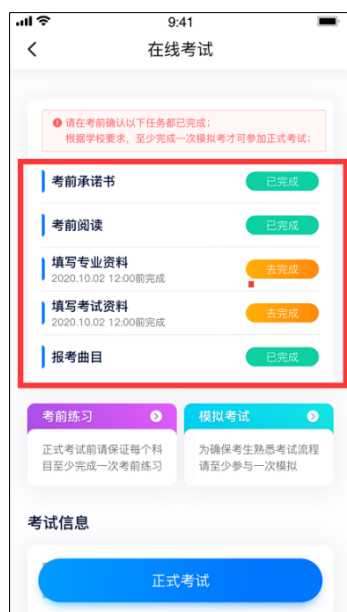 9:41
在线考试
请在考前确认以下任务都已完成;
根据学校要求，至少完成一次模拟考才可参加正式考试;
考前承诺书 已完成
考前阅读 已完成
填写专业资料 去完成
2020.10.02 12:00前完成
填写考试资料 去完成
2020.10.02 12:00前完成
报考曲目 已完成
考前练习
正式考试前请保证每个科
目至少完成一次考前练习
模拟考试
为确保考生熟悉考试流程
请至少参与一次模拟
考试信息
正式考试